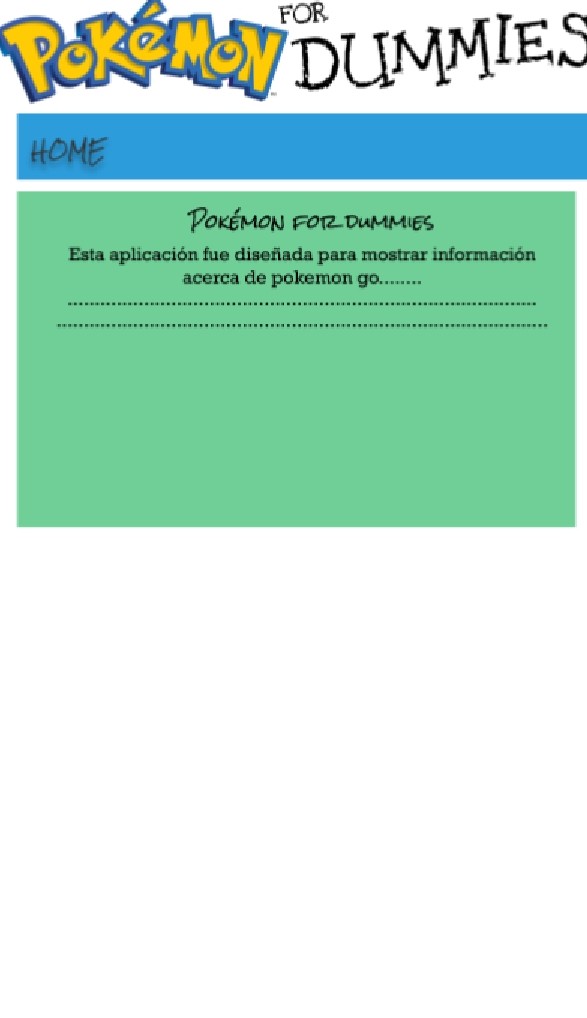 Pokémon FOR DUMMIES
HOME
Pokémon for dummies
Esta aplicación fue diseñada para mostrar información
acerca de pokemon go........
......................................................................................
..........................................................................................